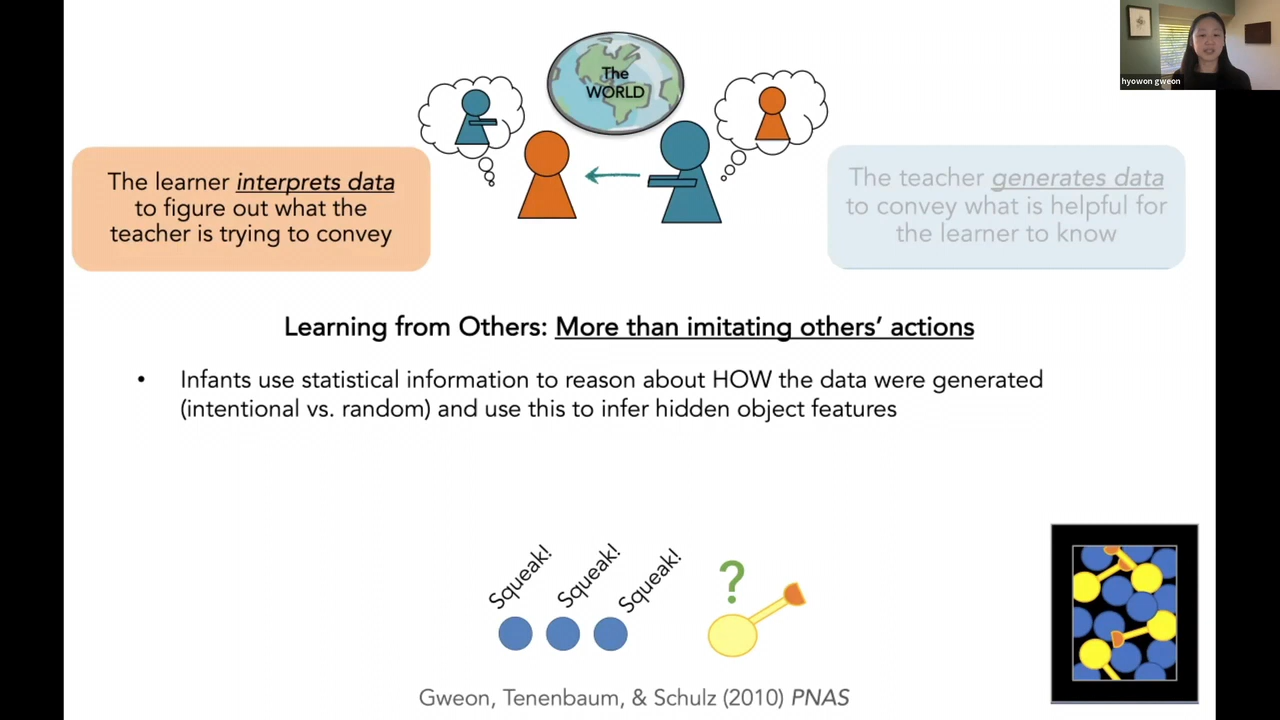 hyowon gweon
The
WORLD
The learner interprets data
to figure out what the
teacher is trying to convey
The teacher generates data
to convey what is helpful for
the learner to know
Learning from Others: More than imitating others' actions
• Infants use statistical information to reason about HOW the data were generated
(intentional vs. random) and use this to infer hidden object features
Squeak!
Squeak!
Squeak!
?
Gweon, Tenenbaum, & Schulz (2010) PNAS